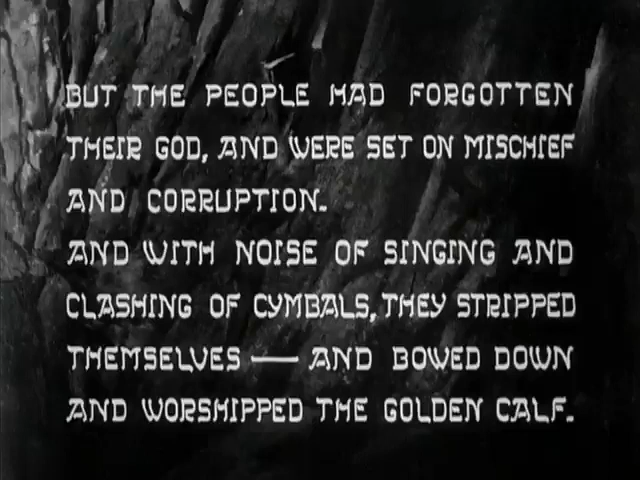 BUT THE PEOPLE HAD FORGOTTEN
THEIR GOD, AND WERE SET ON MISCHIEF
AND CORRUPTION.
AND WITH NOISE OF SINGING AND
CLASHING OF CYMBALS, THEY STRIPPED
THEMSELVES — AND BOWED DOWN
AND WORSHIPPED THE GOLDEN CALF.